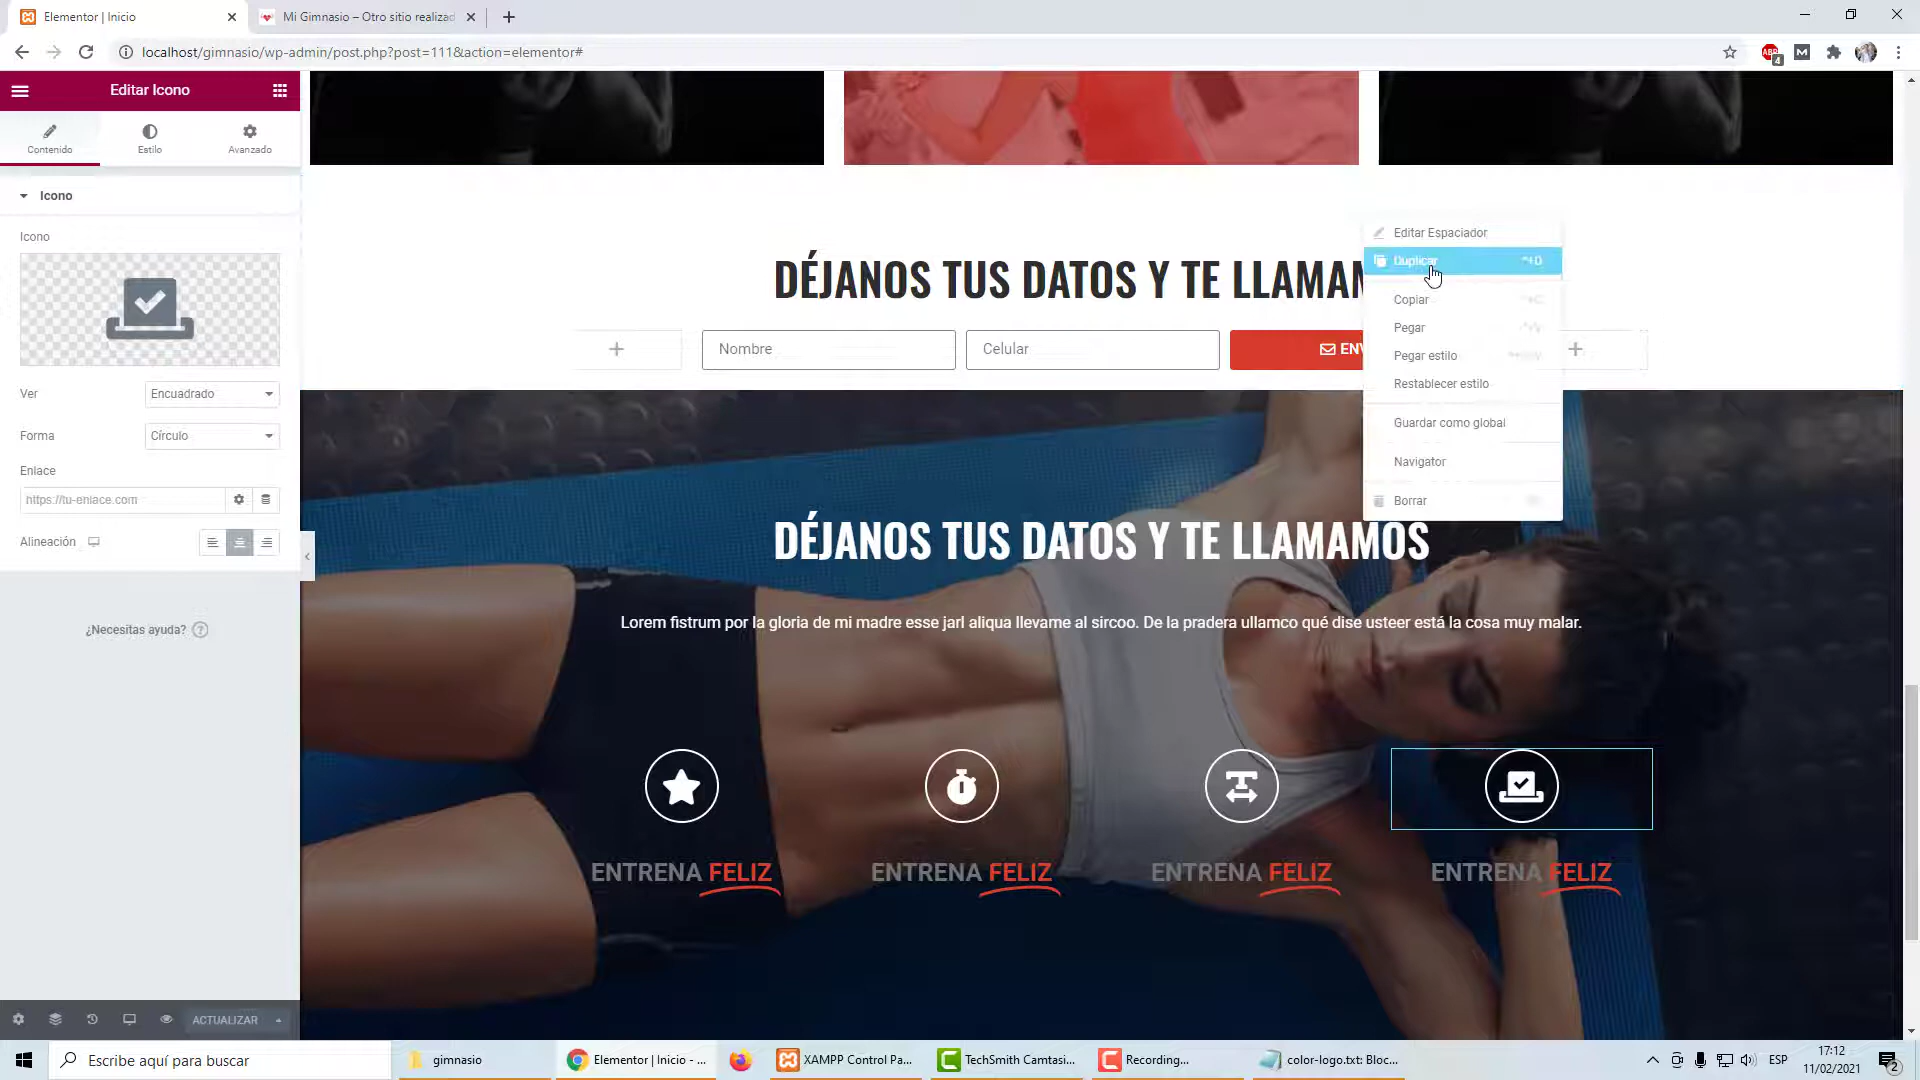 Elementor | Inicio
Mi Gimnasio – Otro sitio realizad
localhost/gimnasio/wp-admin/post.php?post=111&action=elementor#
ABP
4
Editar Icono
Contenido
Estilo
Avanzado
Icono
Icono
Ver
Encuadrado
Forma
Círculo
Enlace
https://tu-enlace.com
Alineación
¿Necesitas ayuda?
ACTUALIZAR
DÉJANOS TUS DATOS Y TE LLAMAM
Nombre
Celular
ENV
Editar Espaciador
Duplicar ^+D
Copiar
Pegar
Pegar estilo
Restablecer estilo
Guardar como global
Navigator
Borrar
DÉJANOS TUS DATOS Y TE LLAMAMOS
Lorem fistrum por la gloria de mi madre esse jarl aliqua llevame al sircoo. De la pradera ullamco qué dise usteer está la cosa muy malar.
ENTRENA FELIZ
ENTRENA FELIZ
ENTRENA FELIZ
ENTRENA FELIZ
Escribe aquí para buscar
gimnasio
Elementor | Inicio - ...
XAMPP Control Pa...
TechSmith Camtasi...
Recording...
color-logo.txt: Bloc...
ESP
17:12
11/02/2021
2